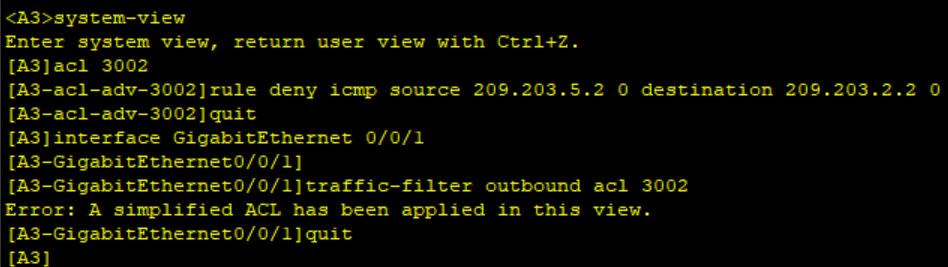 <A3>system-view
Enter system view, return user view with Ctrl+Z.
[A3]acl 3002
[A3-acl-adv-3002]rule deny icmp source 209.203.5.2 0 destination 209.203.2.2 0
[A3-acl-adv-3002]quit
[A3]interface GigabitEthernet 0/0/1
[A3-GigabitEthernet0/0/1]
[A3-GigabitEthernet0/0/1]traffic-filter outbound acl 3002
Error: A simplified ACL has been applied in this view.
[A3-GigabitEthernet0/0/1]quit
[A3]